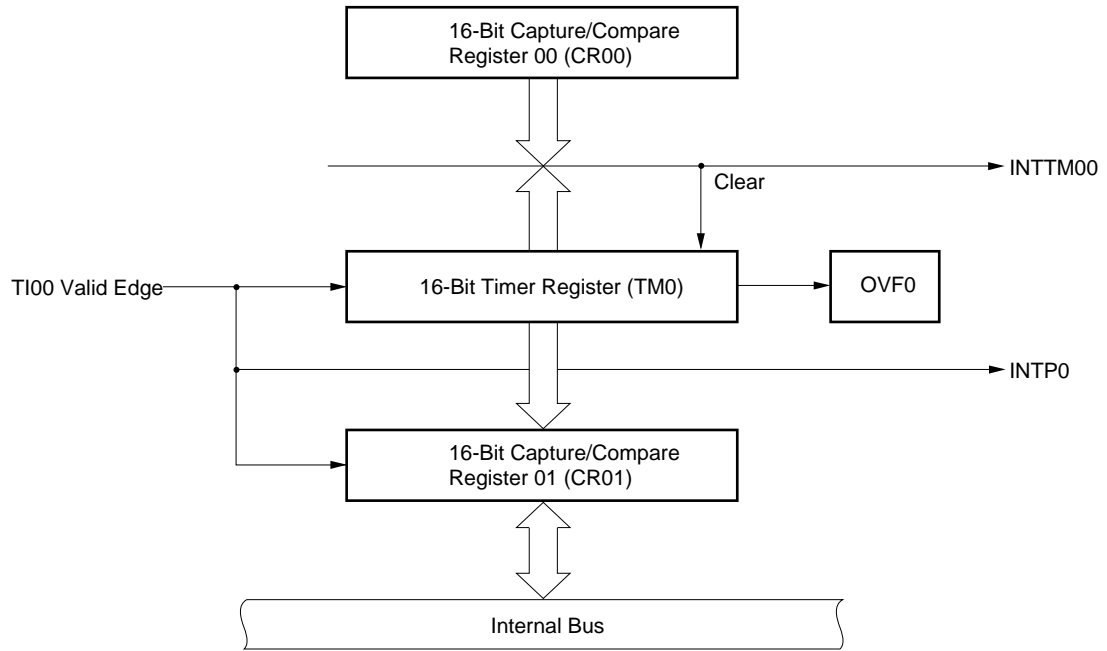 16-Bit Capture/Compare
Register 00 (CR00)
INTTM00
Clear
TI00 Valid Edge
16-Bit Timer Register (TM0)
OVF0
INTP0
16-Bit Capture/Compare
Register 01 (CR01)
Internal Bus